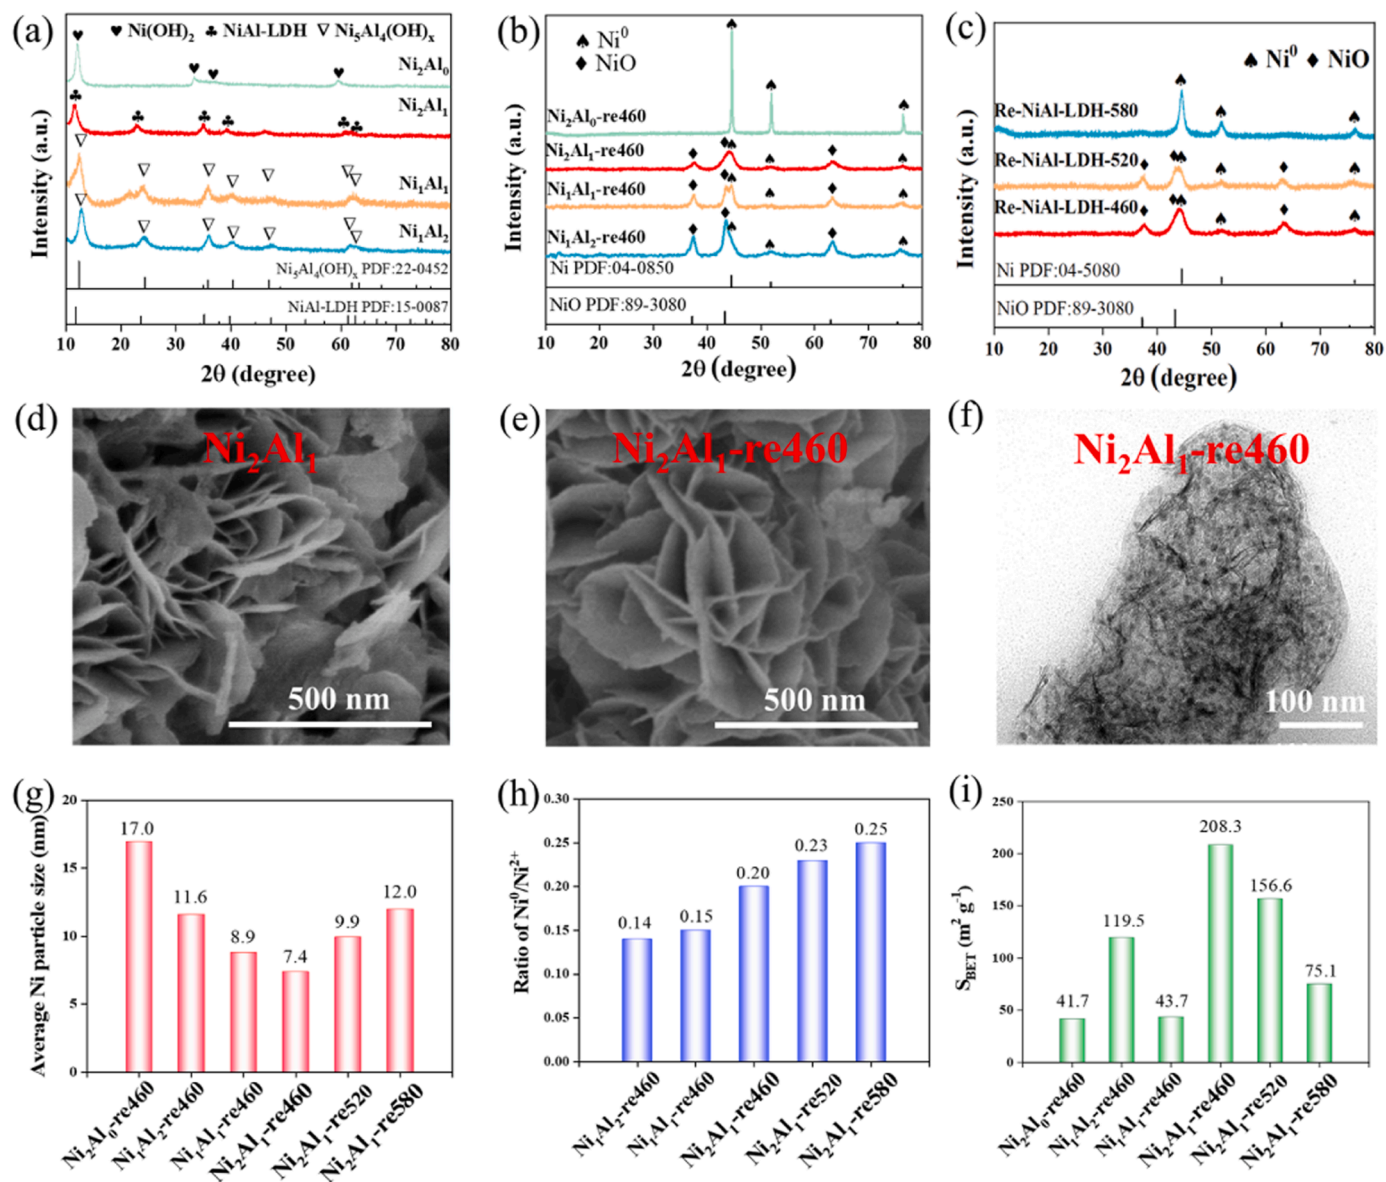 (a)
♥ Ni(OH)₂ ♣ NiAl-LDH ▽ Ni₅Al₄(OH)ₓ
Ni₂Al₀
Ni₂Al₁
Ni₁Al₁
Ni₁Al₂
Ni₅Al₄(OH)ₓ PDF:22-0452
NiAl-LDH PDF:15-0087
Intensity (a.u.)
10 20 30 40 50 60 70 80
2θ (degree)
(b)
♠ Ni⁰
♦ NiO
Ni₂Al₀-re460
Ni₂Al₁-re460
Ni₁Al₁-re460
Ni₁Al₂-re460
Ni PDF:04-0850
NiO PDF:89-3080
Intensity (a.u.)
10 20 30 40 50 60 70 80
2θ (degree)
(c)
♠ Ni⁰ ♦ NiO
Re-NiAl-LDH-580
Re-NiAl-LDH-520
Re-NiAl-LDH-460
Ni PDF:04-5080
NiO PDF:89-3080
Intensity (a.u.)
10 20 30 40 50 60 70 80
2θ (degree)
(d)
Ni₂Al₁
500 nm
(e)
Ni₂Al₁-re460
500 nm
(f)
Ni₂Al₁-re460
100 nm
(g)
Average Ni particle size (nm)
20
15
10
5
0
17.0
11.6
8.9
7.4
9.9
12.0
Ni₂Al₀-re460
Ni₁Al₂-re460
Ni₁Al₁-re460
Ni₂Al₁-re460
Ni₂Al₁-re520
Ni₂Al₁-re580
(h)
Ratio of Ni⁰/Ni²⁺
0.30
0.25
0.20
0.15
0.10
0.05
0.00
0.14
0.15
0.20
0.23
0.25
Ni₁Al₂-re460
Ni₁Al₁-re460
Ni₂Al₁-re460
Ni₂Al₁-re520
Ni₂Al₁-re580
(i)
S_BET (m² g⁻¹)
250
200
150
100
50
0
41.7
119.5
43.7
208.3
156.6
75.1
Ni₂Al₀-re460
Ni₁Al₂-re460
Ni₁Al₁-re460
Ni₂Al₁-re460
Ni₂Al₁-re520
Ni₂Al₁-re580